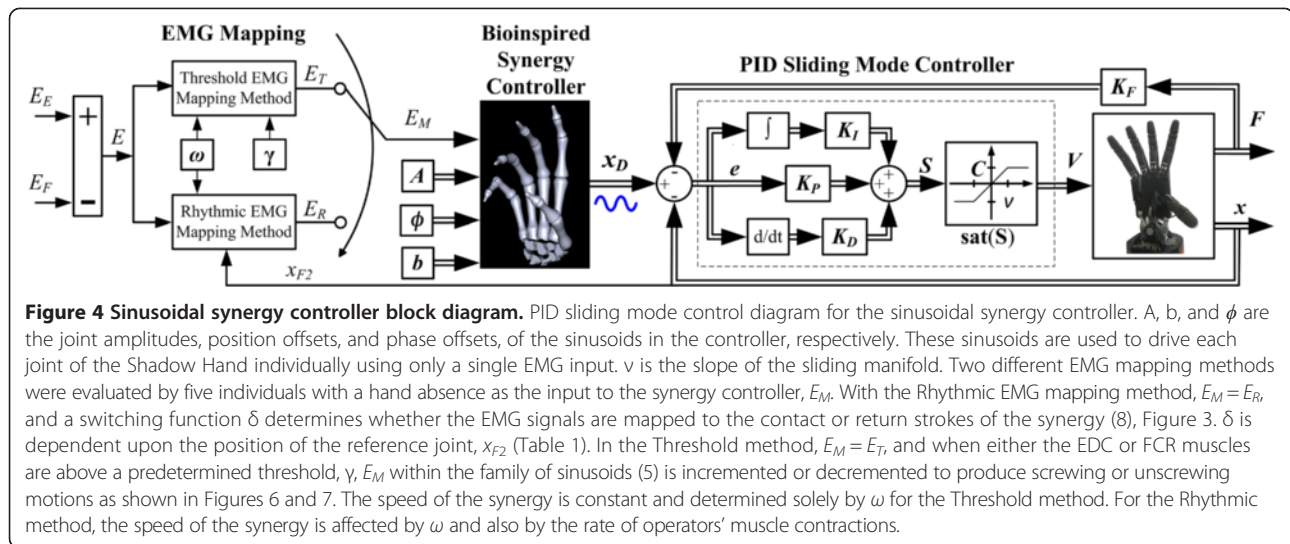 EMG Mapping
Bioinspired
Synergy
Controller
PID Sliding Mode Controller
E_E
E_F
+
-
E
Threshold EMG
Mapping Method
E_T
ω
γ
Rhythmic EMG
Mapping Method
E_R
x_{F2}
E_M
A
ϕ
b
x_D
-
+
-
e
∫
K_I
K_P
d/dt
K_D
+
+
+
S
C
ν
sat(S)
V
K_F
F
x
Figure 4 Sinusoidal synergy controller block diagram. PID sliding mode control diagram for the sinusoidal synergy controller. A, b, and ϕ are
the joint amplitudes, position offsets, and phase offsets, of the sinusoids in the controller, respectively. These sinusoids are used to drive each
joint of the Shadow Hand individually using only a single EMG input. ν is the slope of the sliding manifold. Two different EMG mapping methods
were evaluated by five individuals with a hand absence as the input to the synergy controller, E_M. With the Rhythmic EMG mapping method, E_M = E_R,
and a switching function δ determines whether the EMG signals are mapped to the contact or return strokes of the synergy (8), Figure 3. δ is
dependent upon the position of the reference joint, x_{F2} (Table 1). In the Threshold method, E_M = E_T, and when either the EDC or FCR muscles
are above a predetermined threshold, γ, E_M within the family of sinusoids (5) is incremented or decremented to produce screwing or unscrewing
motions as shown in Figures 6 and 7. The speed of the synergy is constant and determined solely by ω for the Threshold method. For the Rhythmic
method, the speed of the synergy is affected by ω and also by the rate of operators' muscle contractions.